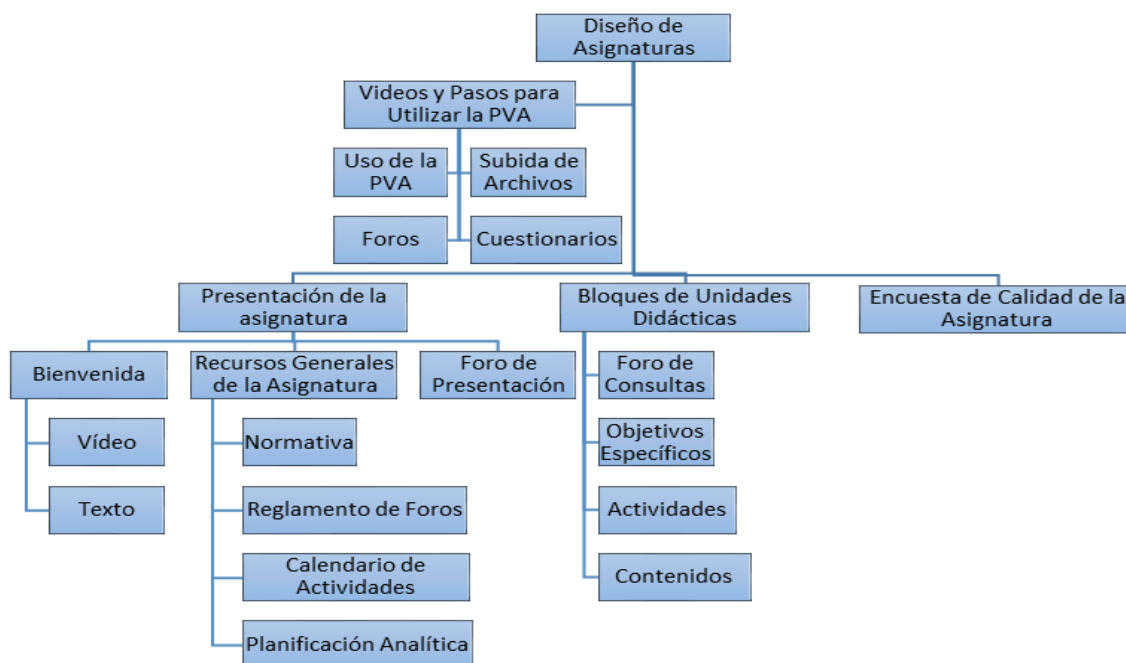 Diseño de
Asignaturas
Videos y Pasos para
Utilizar la PVA
Uso de la
PVA
Subida de
Archivos
Foros
Cuestionarios
Presentación de la
asignatura
Bloques de Unidades
Didácticas
Encuesta de Calidad de la
Asignatura
Bienvenida
Recursos Generales
de la Asignatura
Foro de
Presentación
Foro de
Consultas
Vídeo
Normativa
Objetivos
Específicos
Texto
Reglamento de Foros
Actividades
Calendario de
Actividades
Contenidos
Planificación Analítica